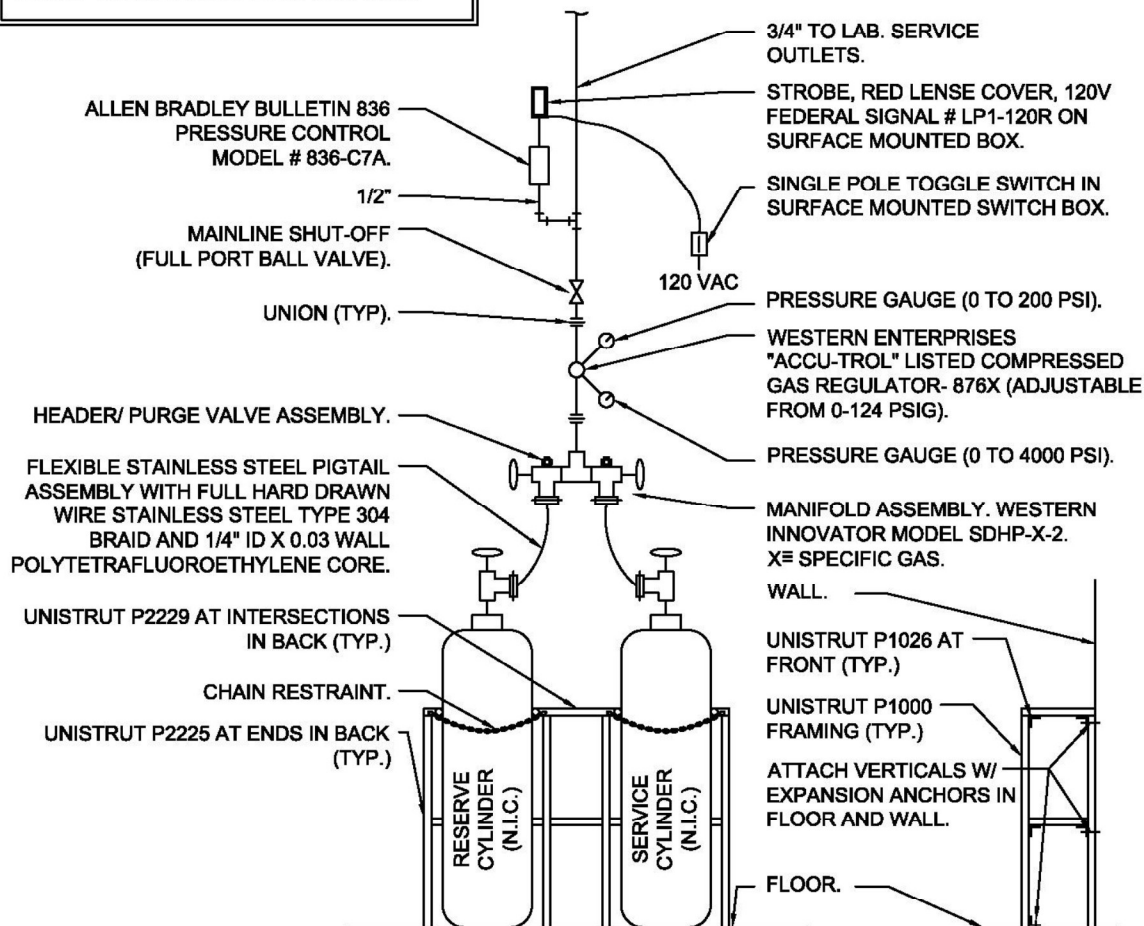 ALLEN BRADLEY BULLETIN 836
PRESSURE CONTROL
MODEL # 836-C7A.
1/2"
MAINLINE SHUT-OFF
(FULL PORT BALL VALVE).
UNION (TYP).
HEADER/ PURGE VALVE ASSEMBLY.
FLEXIBLE STAINLESS STEEL PIGTAIL
ASSEMBLY WITH FULL HARD DRAWN
WIRE STAINLESS STEEL TYPE 304
BRAID AND 1/4" ID X 0.03 WALL
POLYTETRAFLUOROETHYLENE CORE.
UNISTRUT P2229 AT INTERSECTIONS
IN BACK (TYP.)
CHAIN RESTRAINT.
UNISTRUT P2225 AT ENDS IN BACK
(TYP.)
RESERVE
CYLINDER
(N.I.C.)
SERVICE
CYLINDER
(N.I.C.)
3/4" TO LAB. SERVICE
OUTLETS.
STROBE, RED LENSE COVER, 120V
FEDERAL SIGNAL # LP1-120R ON
SURFACE MOUNTED BOX.
SINGLE POLE TOGGLE SWITCH IN
SURFACE MOUNTED SWITCH BOX.
120 VAC
PRESSURE GAUGE (0 TO 200 PSI).
WESTERN ENTERPRISES
"ACCU-TROL" LISTED COMPRESSED
GAS REGULATOR- 876X (ADJUSTABLE
FROM 0-124 PSIG).
PRESSURE GAUGE (0 TO 4000 PSI).
MANIFOLD ASSEMBLY. WESTERN
INNOVATOR MODEL SDHP-X-2.
X≡ SPECIFIC GAS.
WALL.
UNISTRUT P1026 AT
FRONT (TYP.)
UNISTRUT P1000
FRAMING (TYP.)
ATTACH VERTICALS W/
EXPANSION ANCHORS IN
FLOOR AND WALL.
FLOOR.